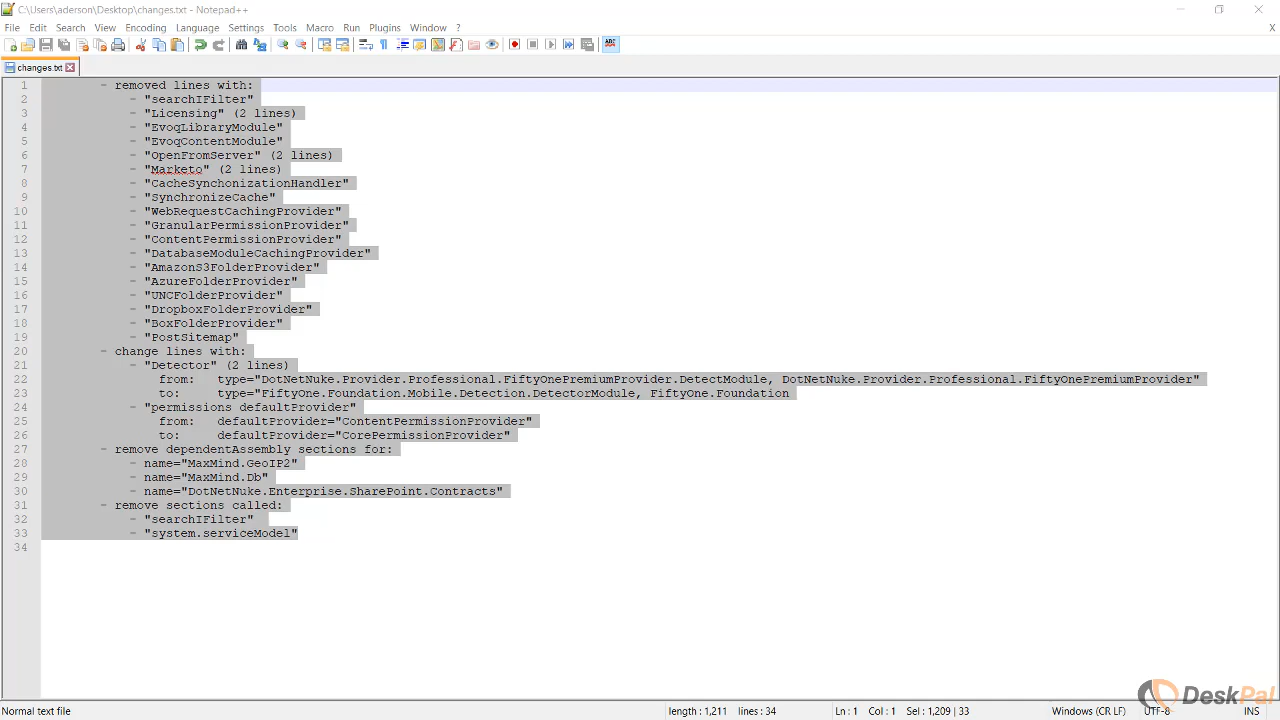 C:\Users\aderson\Desktop\changes.txt - Notepad++
File Edit Search View Encoding Language Settings Tools Macro Run Plugins Window ? X
changes.txt
1 - removed lines with:
2 - "searchIFilter"
3 - "Licensing" (2 lines)
4 - "EvoqLibraryModule"
5 - "EvoqContentModule"
6 - "OpenFromServer" (2 lines)
7 - "Marketo" (2 lines)
8 - "CacheSynchonizationHandler"
9 - "SynchronizeCache"
10 - "WebRequestCachingProvider"
11 - "GranularPermissionProvider"
12 - "ContentPermissionProvider"
13 - "DatabaseModuleCachingProvider"
14 - "AmazonS3FolderProvider"
15 - "AzureFolderProvider"
16 - "UNCFolderProvider"
17 - "DropboxFolderProvider"
18 - "BoxFolderProvider"
19 - "PostSitemap"
20 - change lines with:
21 - "Detector" (2 lines)
22 from: type="DotNetNuke.Provider.Professional.FiftyOnePremiumProvider.DetectModule, DotNetNuke.Provider.Professional.FiftyOnePremiumProvider"
23 to: type="FiftyOne.Foundation.Mobile.Detection.DetectorModule, FiftyOne.Foundation
24 - "permissions defaultProvider"
25 from: defaultProvider="ContentPermissionProvider"
26 to: defaultProvider="CorePermissionProvider"
27 - remove dependentAssembly sections for:
28 - name="MaxMind.GeoIP2"
29 - name="MaxMind.Db"
30 - name="DotNetNuke.Enterprise.SharePoint.Contracts"
31 - remove sections called:
32 - "searchIFilter"
33 - "system.serviceModel"
34
DeskPal
Normal text file length : 1,211 lines : 34 Ln : 1 Col : 1 Sel : 1,209 | 33 Windows (CR LF) UTF-8 INS